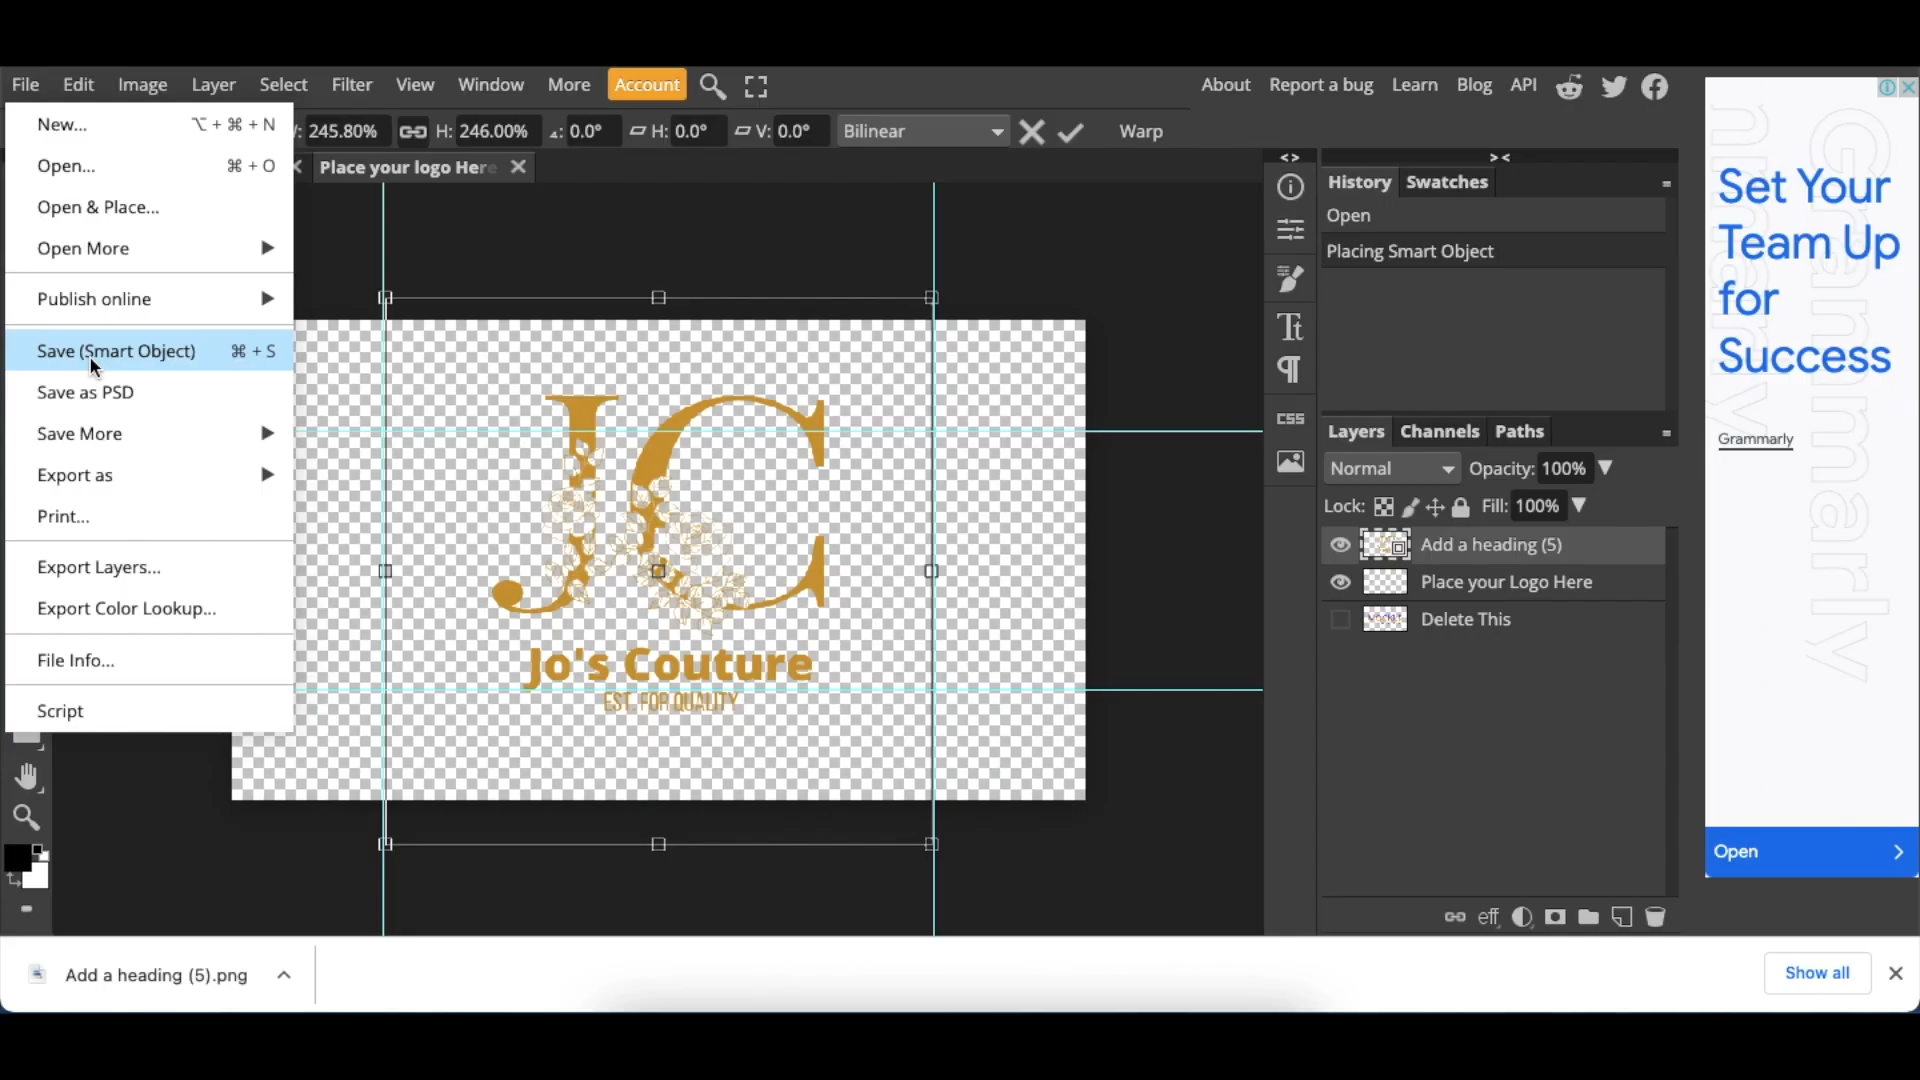 File Edit Image Layer Select Filter View Window More Account
About Report a bug Learn Blog API
New... ⌥ + ⌘ + N
Open... ⌘ + O
Open & Place...
Open More
Publish online
Save (Smart Object) ⌘ + S
Save as PSD
Save More
Export as
Print...
Export Layers...
Export Color Lookup...
File Info...
Script
: 245.80% H: 246.00% 0.0° H: 0.0° V: 0.0° Bilinear Warp
Place your logo Here
JC
Jo's Couture
EST. FOR QUALITY
CSS
History Swatches
Open
Placing Smart Object
Layers Channels Paths
Normal Opacity: 100%
Lock: Fill: 100%
Add a heading (5)
Place your Logo Here
Delete This
eff
Set Your
Team Up
for
Success
Grammarly
Grammarly
Open
Add a heading (5).png
Show all